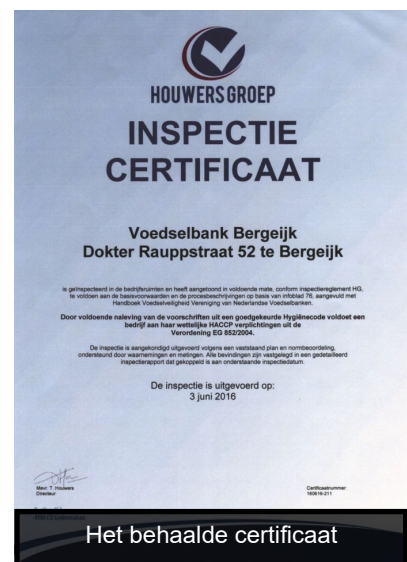 HOUWERS GROEP
INSPECTIE
CERTIFICAAT
Voedselbank Bergeijk
Dokter Rauppstraat 52 te Bergeijk
is geïnspecteerd in de bedrijfsruimten en heeft aangetoond in voldoende mate, conform inspectiereglement HG,
te voldoen aan de basisvoorwaarden en de procesbeschrijvingen op basis van infoblad 76, aangevuld met
Handboek Voedselveiligheid Vereniging van Nederlandse Voedselbanken.
Door voldoende naleving van de voorschriften uit een goedgekeurde Hygiënecode voldoet een
bedrijf aan haar wettelijke HACCP verplichtingen uit de
Verordening EG 852/2004.
De inspectie is aangekondigd uitgevoerd volgens een vaststaand plan en normbeoordeling,
ondersteund door waarnemingen en metingen. Alle bevindingen zijn vastgelegd in een gedetailleerd
inspectierapport dat gekoppeld is aan onderstaande inspectiedatum.
De inspectie is uitgevoerd op:
3 juni 2016
Mevr. T. Houwers
Directeur
Certificaatnummer
160616-211
Het behaalde certificaat